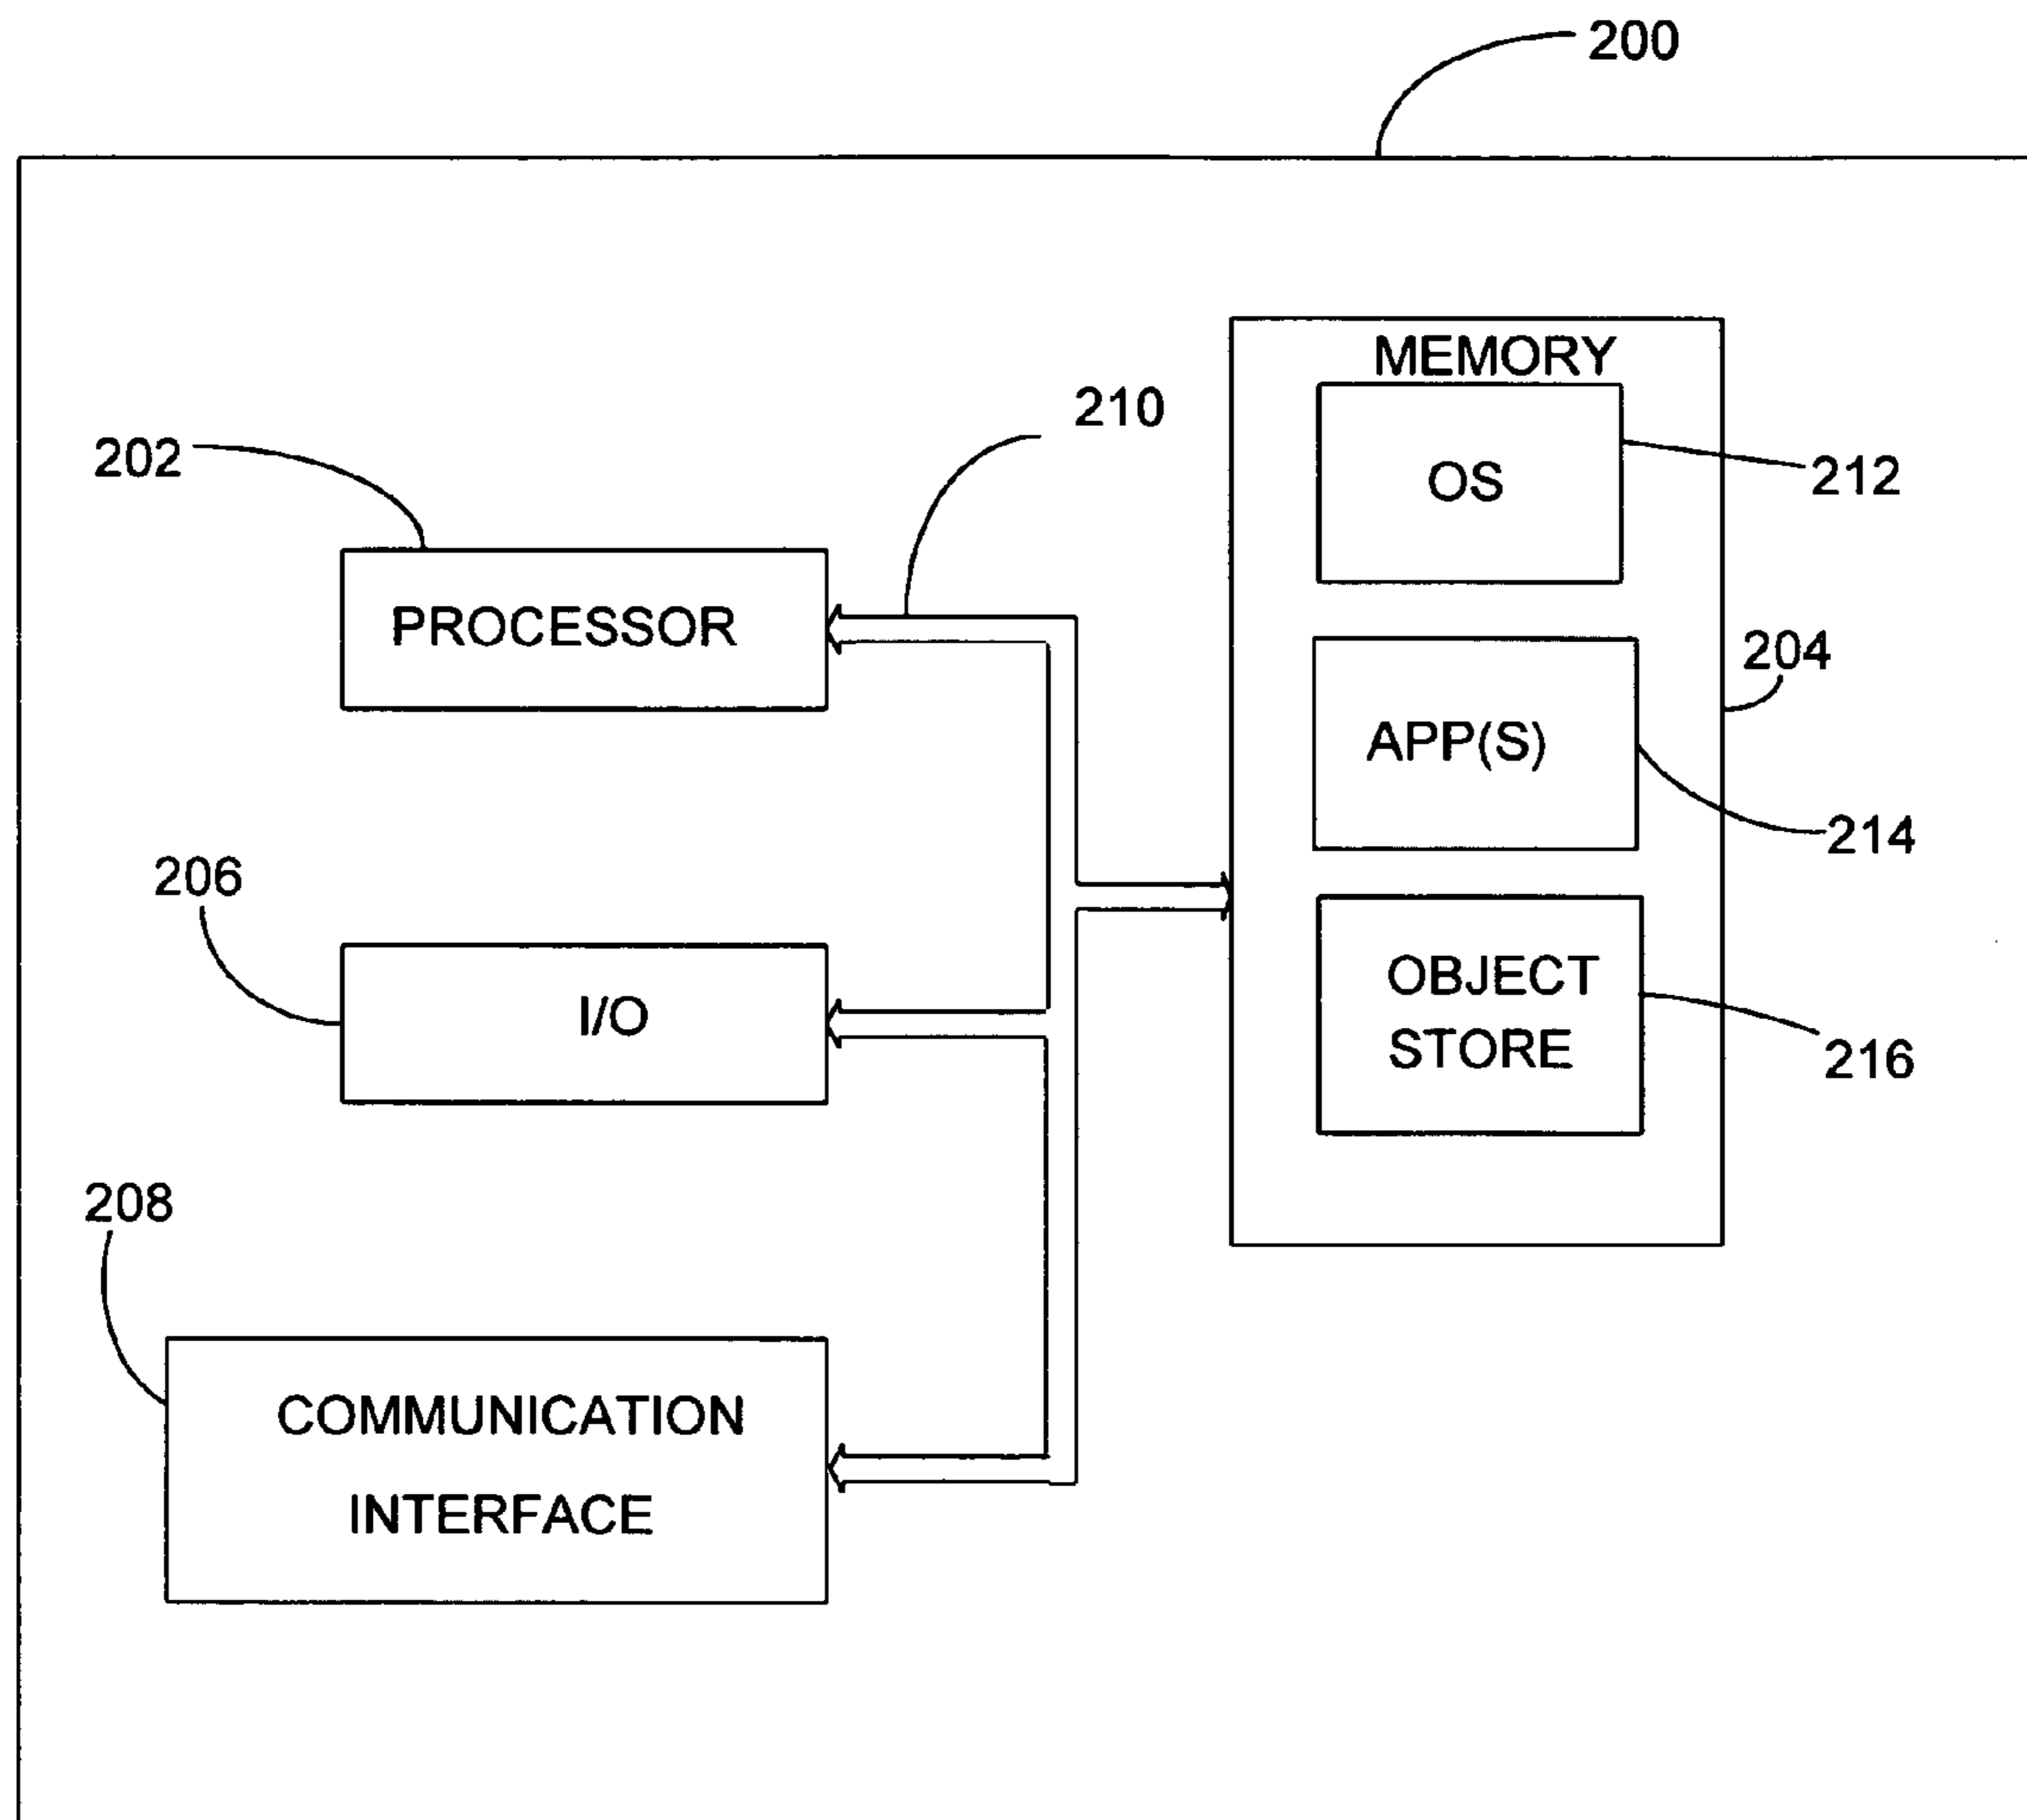 200
MEMORY
210
202
OS
212
PROCESSOR
204
APP(S)
214
206
I/O
OBJECT
STORE
216
208
COMMUNICATION
INTERFACE